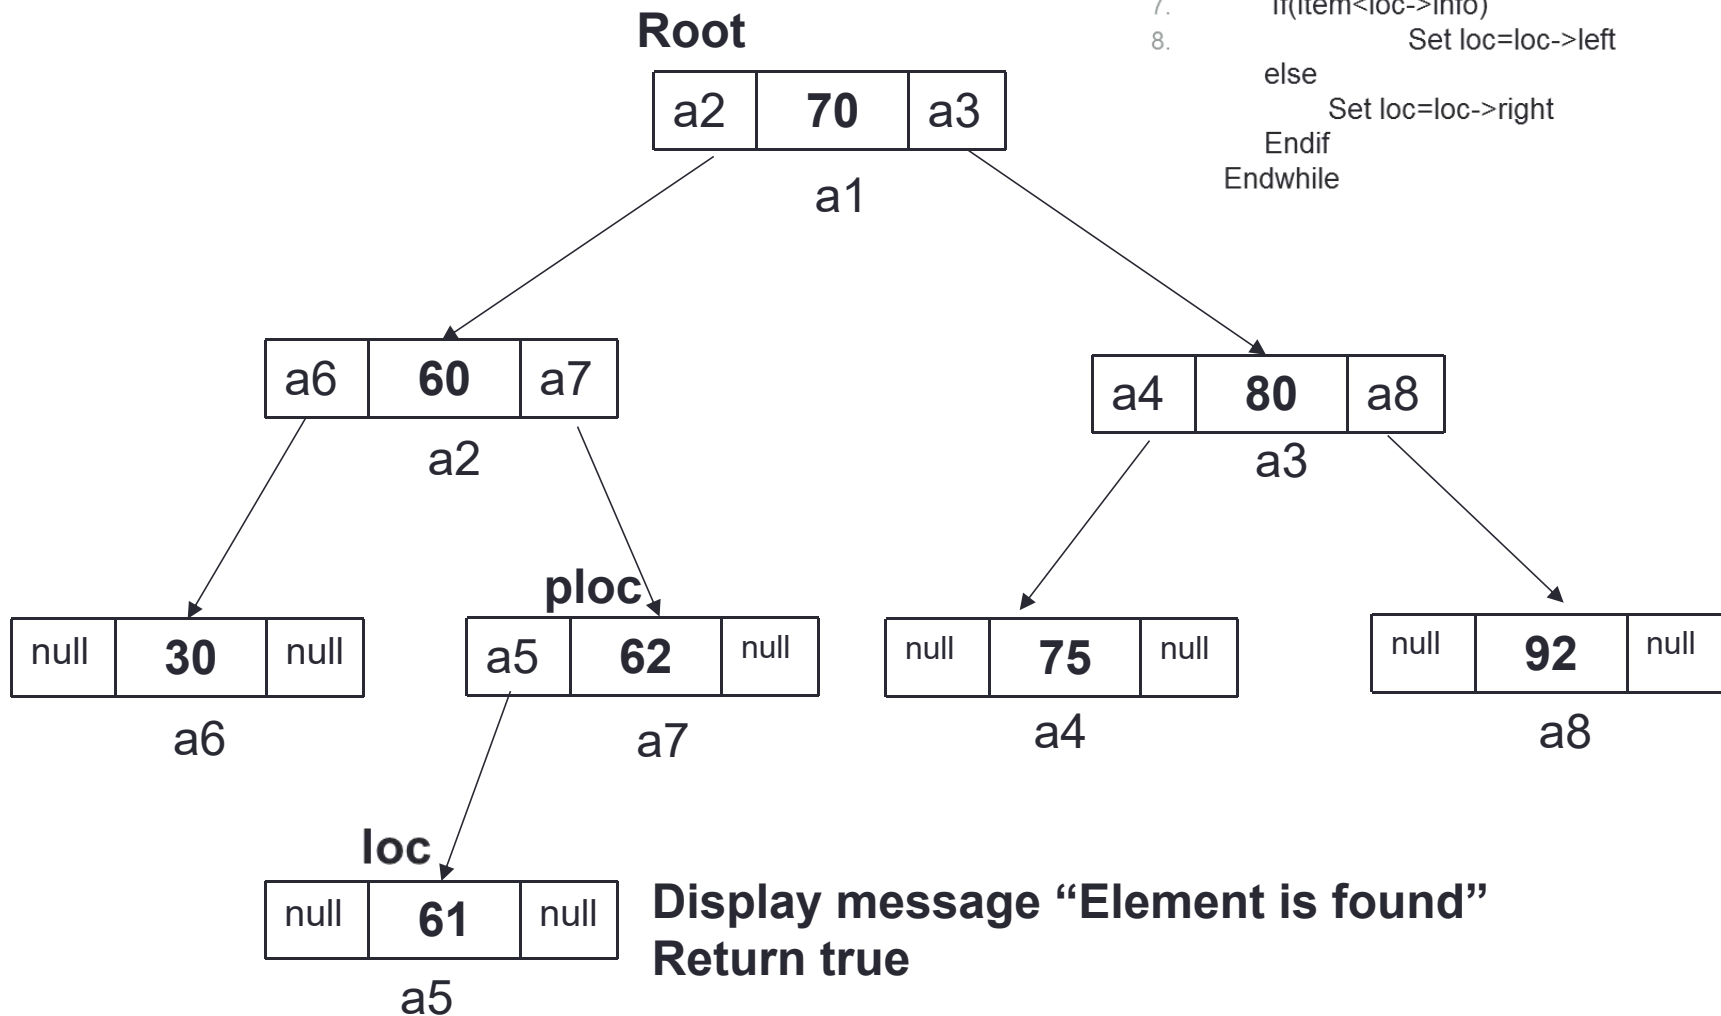 7. If(item<loc->info)
8. Set loc=loc->left
else
Set loc=loc->right
Endif
Endwhile
Root
a2 70 a3
a1
a6 60 a7
a2
a4 80 a8
a3
ploc
null 30 null
a6
a5 62 null
a7
null 75 null
a4
null 92 null
a8
loc
null 61 null
a5
Display message “Element is found”
Return true